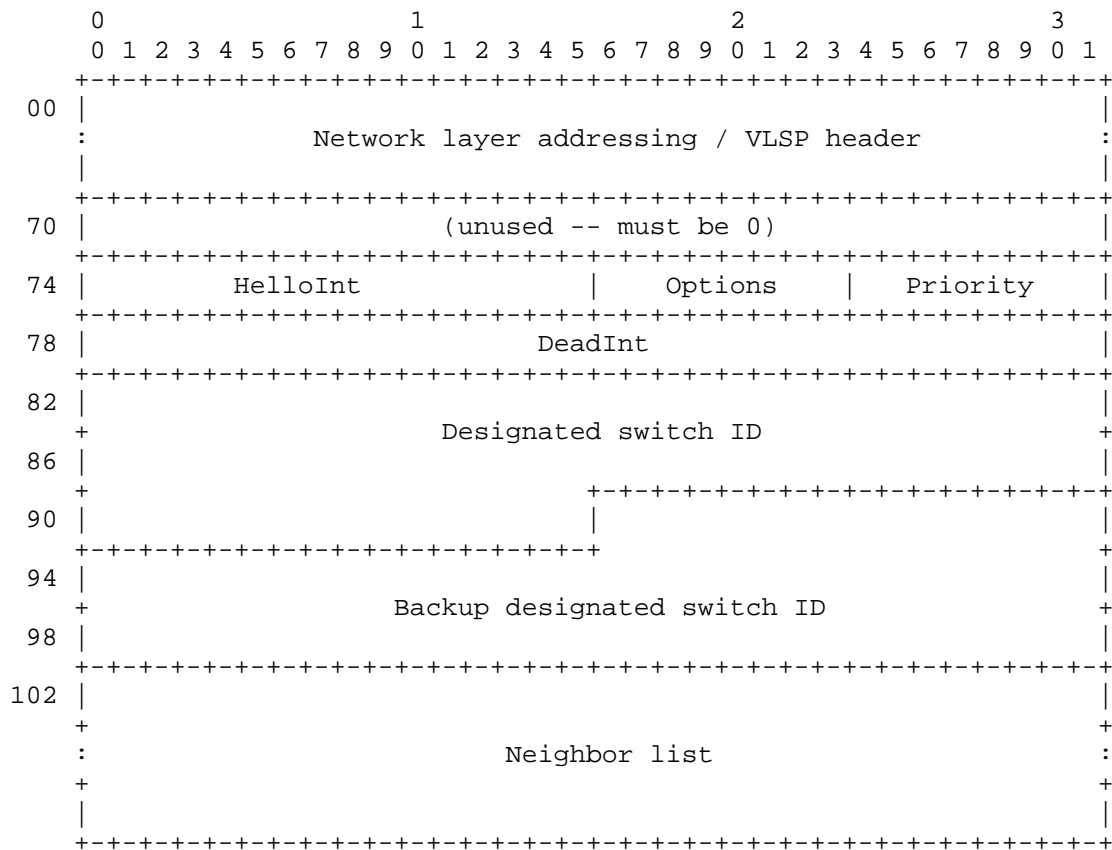 0                   1                   2                   3
0 1 2 3 4 5 6 7 8 9 0 1 2 3 4 5 6 7 8 9 0 1 2 3 4 5 6 7 8 9 0 1
+-+-+-+-+-+-+-+-+-+-+-+-+-+-+-+-+-+-+-+-+-+-+-+-+-+-+-+-+-+-+-+-+
00 |                                                               |
:              Network layer addressing / VLSP header           :
|                                                               |
+-+-+-+-+-+-+-+-+-+-+-+-+-+-+-+-+-+-+-+-+-+-+-+-+-+-+-+-+-+-+-+-+
70 |                      (unused -- must be 0)                    |
+-+-+-+-+-+-+-+-+-+-+-+-+-+-+-+-+-+-+-+-+-+-+-+-+-+-+-+-+-+-+-+-+
74 |         HelloInt              |    Options    |   Priority    |
+-+-+-+-+-+-+-+-+-+-+-+-+-+-+-+-+-+-+-+-+-+-+-+-+-+-+-+-+-+-+-+-+
78 |                            DeadInt                            |
+-+-+-+-+-+-+-+-+-+-+-+-+-+-+-+-+-+-+-+-+-+-+-+-+-+-+-+-+-+-+-+-+
82 |                                                               |
+                      Designated switch ID                     +
86 |                                                               |
+                               +-+-+-+-+-+-+-+-+-+-+-+-+-+-+-+-+
90 |                               |                               |
+-+-+-+-+-+-+-+-+-+-+-+-+-+-+-+-+                               +
94 |                                                               |
+                   Backup designated switch ID                 +
98 |                                                               |
+-+-+-+-+-+-+-+-+-+-+-+-+-+-+-+-+-+-+-+-+-+-+-+-+-+-+-+-+-+-+-+-+
102 |                                                               |
+                                                               +
:                          Neighbor list                        :
+                                                               +
|                                                               |
+-+-+-+-+-+-+-+-+-+-+-+-+-+-+-+-+-+-+-+-+-+-+-+-+-+-+-+-+-+-+-+-+